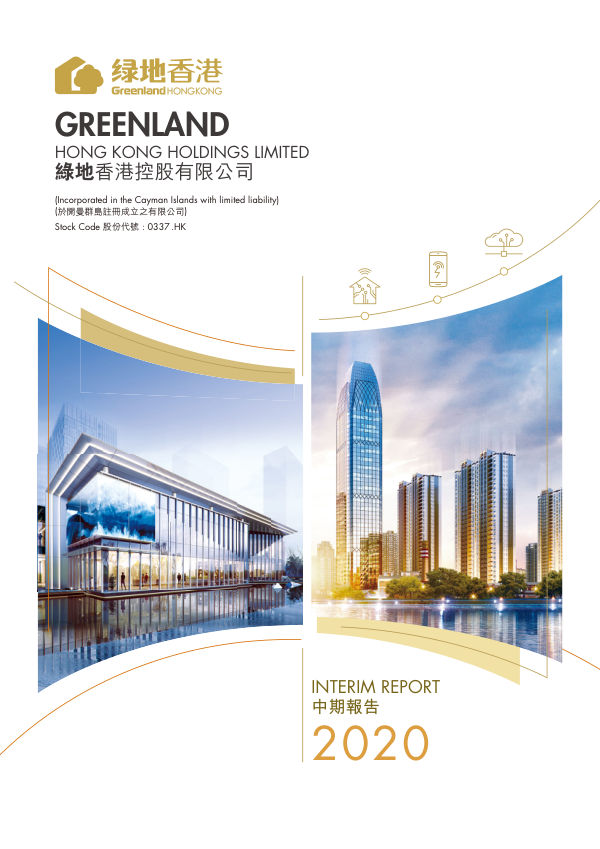 绿地香港
Greenland HONGKONG
GREENLAND
HONG KONG HOLDINGS LIMITED
綠地香港控股有限公司
(Incorporated in the Cayman Islands with limited liability)
(於開曼群島註冊成立之有限公司)
Stock Code 股份代號 : 0337 .HK
INTERIM REPORT
中期報告
2020